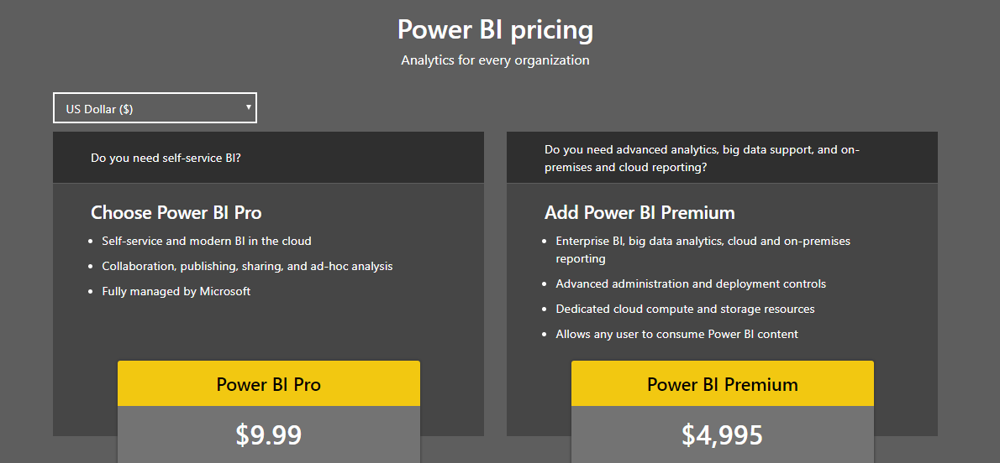 Power BI pricing
Analytics for every organization
US Dollar ($)
Do you need self-service BI?
Choose Power BI Pro
Self-service and modern BI in the cloud
Collaboration, publishing, sharing, and ad-hoc analysis
Fully managed by Microsoft
Power BI Pro
$9.99
Do you need advanced analytics, big data support, and on-
premises and cloud reporting?
Add Power BI Premium
Enterprise BI, big data analytics, cloud and on-premises
reporting
Advanced administration and deployment controls
Dedicated cloud compute and storage resources
Allows any user to consume Power BI content
Power BI Premium
$4,995